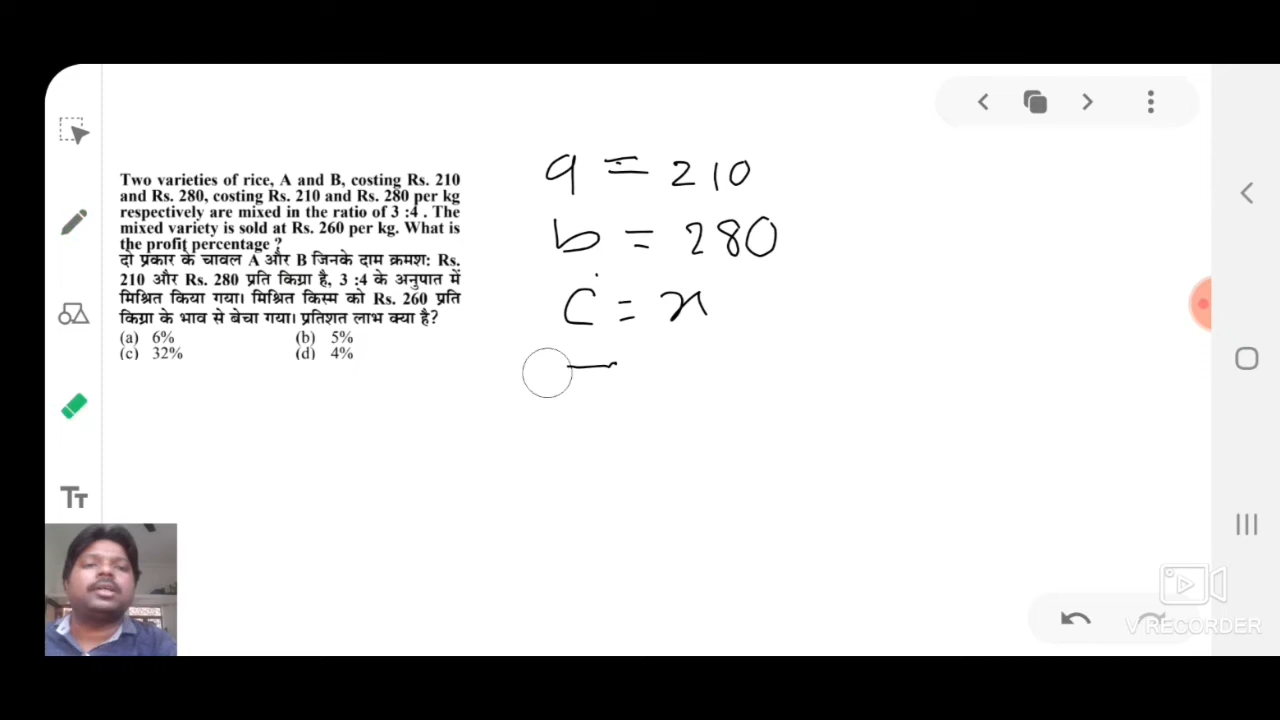 Two varieties of rice, A and B, costing Rs. 210
and Rs. 280, costing Rs. 210 and Rs. 280 per kg
respectively are mixed in the ratio of 3 :4 . The
mixed variety is sold at Rs. 260 per kg. What is
the profit percentage ?
दो प्रकार के चावल A और B जिनके दाम क्रमश: Rs.
210 और Rs. 280 प्रति किग्रा है, 3 :4 के अनुपात में
मिश्रित किया गया। मिश्रित किस्म को Rs. 260 प्रति
किग्रा के भाव से बेचा गया। प्रतिशत लाभ क्या है?
(a) 6% (b) 5%
(c) 32% (d) 4%
a = 210
b = 280
c = x
TT
V RECORDER